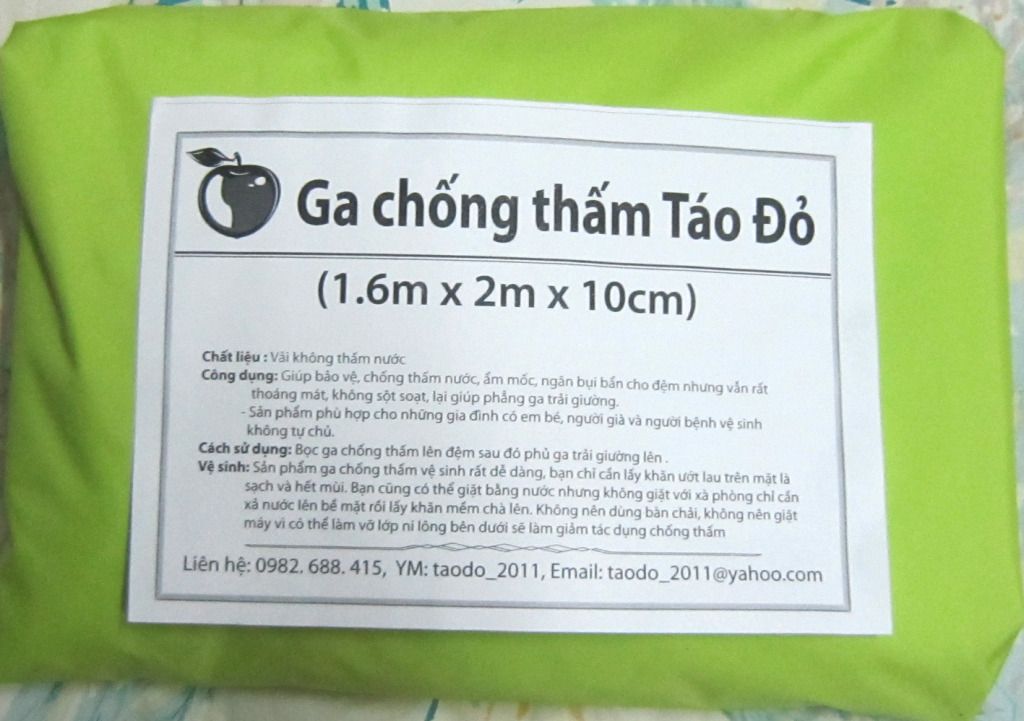 Ga chống thấm Táo Đỏ
(1.6m x 2m x 10cm)
Chất liệu : Vải không thấm nước
Công dụng: Giúp bảo vệ, chống thấm nước, ẩm mốc, ngăn bụi bẩn cho đệm nhưng vẫn rất
thoáng mát, không sột soạt, lại giúp phẳng ga trải giường.
- Sản phẩm phù hợp cho những gia đình có em bé, người già và người bệnh vệ sinh
không tự chủ.
Cách sử dụng: Bọc ga chống thấm lên đệm sau đó phủ ga trải giường lên .
Vệ sinh: Sản phẩm ga chống thấm vệ sinh rất dễ dàng, bạn chỉ cần lấy khăn ướt lau trên mặt là
sạch và hết mùi. Bạn cũng có thể giặt bằng nước nhưng không giặt với xà phòng chỉ cần
xả nước lên bề mặt rồi lấy khăn mềm chà lên. Không nên dùng bàn chải, không nên giặt
máy vì có thể làm vỡ lớp ni lông bên dưới sẽ làm giảm tác dụng chống thấm
Liên hệ: 0982. 688. 415, YM: taodo_2011, Email: taodo_2011@yahoo.com